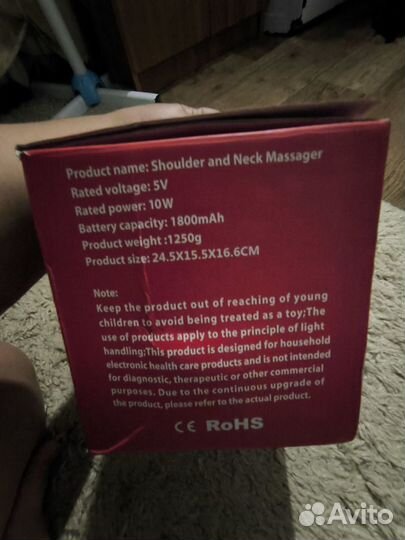 Product name: Shoulder and Neck Massager
Rated voltage: 5V
Rated power: 10W
Battery capacity: 1800mAh
Product weight :1250g
Product size: 24.5X15.5X16.6CM
Note:
Keep the product out of reaching of young
children to avoid being treated as a toy;The
use of products apply to the principle of light
handling;This product is designed for household
electronic health care products and is not intended
for diagnostic, therapeutic or other commercial
purposes. Due to the continuous upgrade of
the product, please refer to the actual product.
CE RoHS
Avito